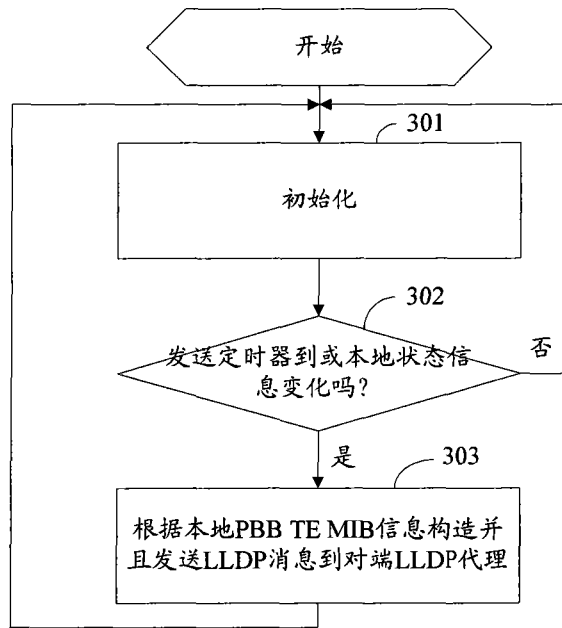 开始
301
初始化
302
发送定时器到或本地状态信
息变化吗?
否
是
303
根据本地PBB TE MIB信息构造并
且发送LLDP消息到对端LLDP代理